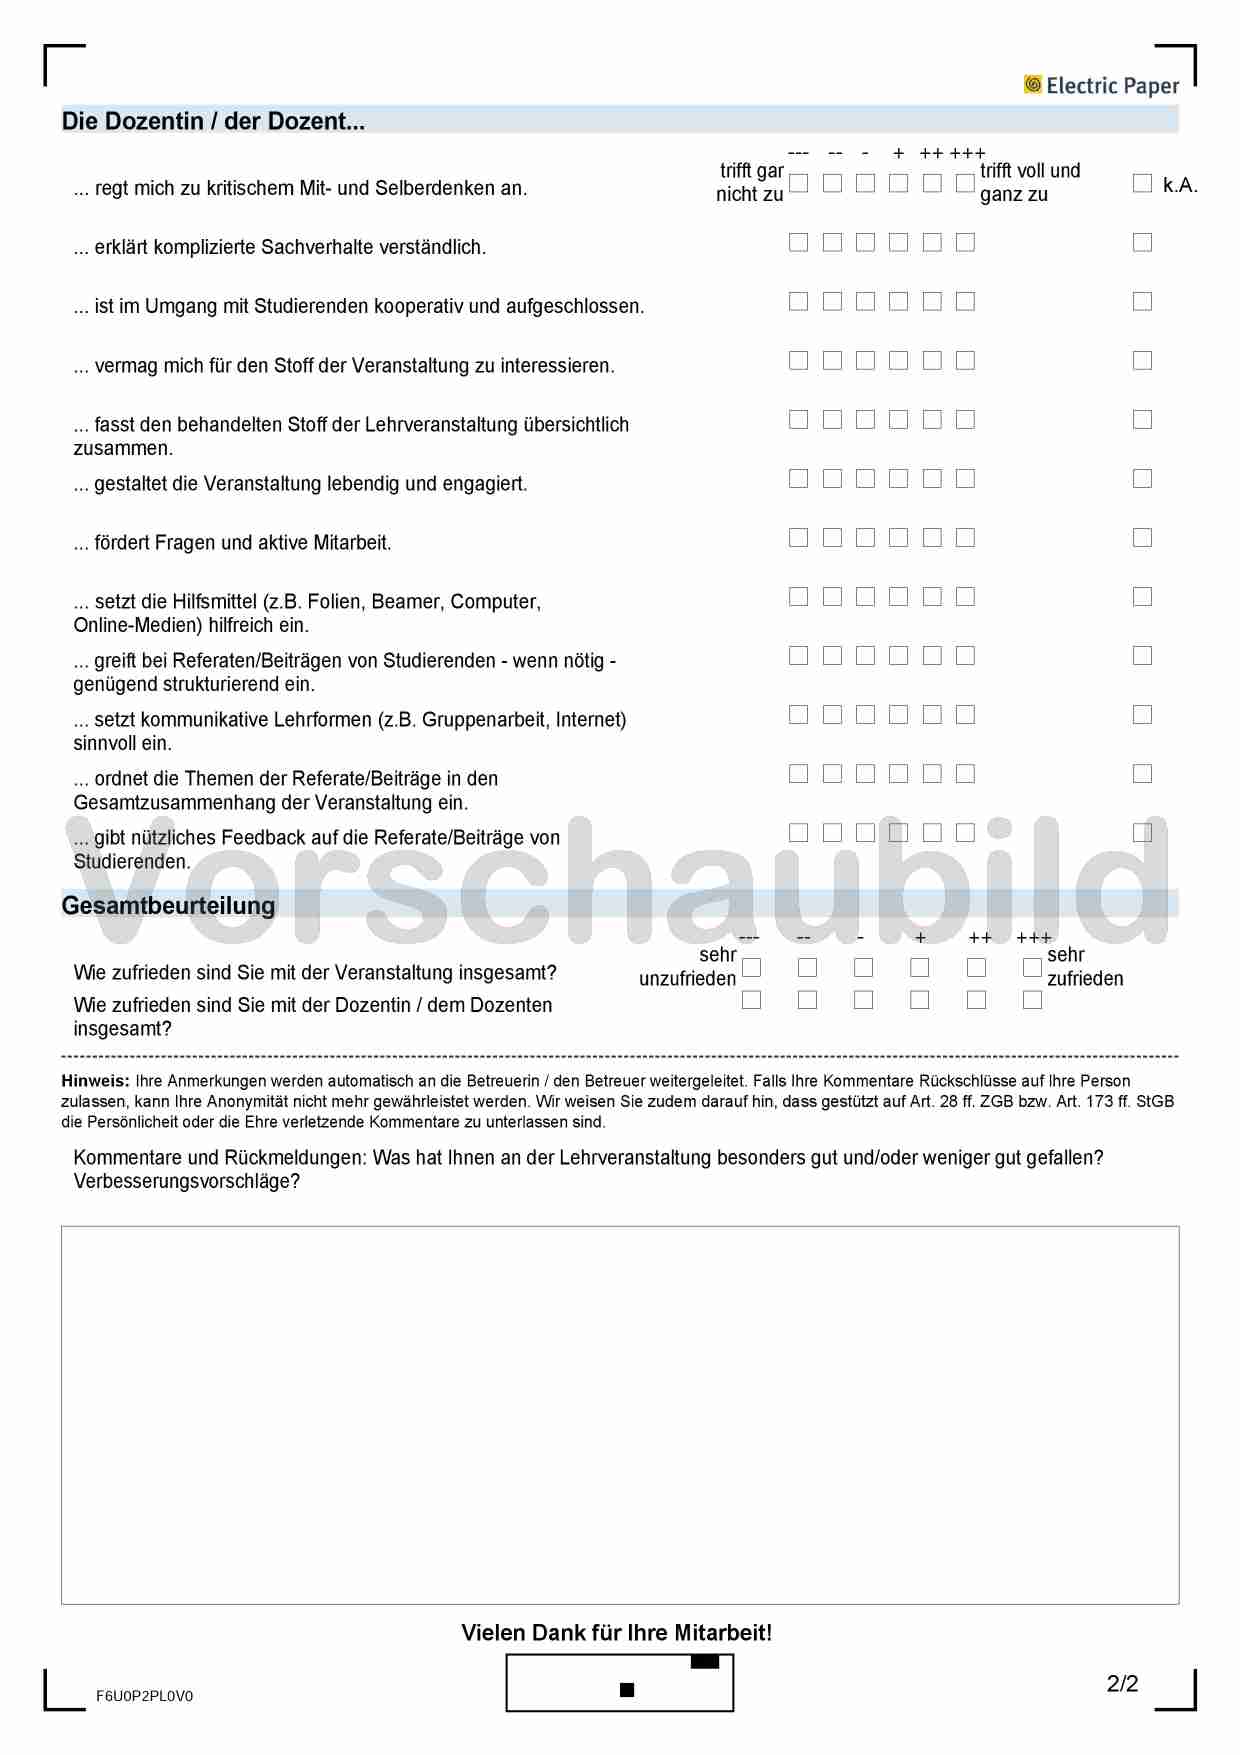 Electric Paper
Die Dozentin / der Dozent...
--- -- - + ++ +++
... regt mich zu kritischem Mit- und Selberdenken an. trifft gar nicht zu trifft voll und ganz zu k.A.
... erklärt komplizierte Sachverhalte verständlich.
... ist im Umgang mit Studierenden kooperativ und aufgeschlossen.
... vermag mich für den Stoff der Veranstaltung zu interessieren.
... fasst den behandelten Stoff der Lehrveranstaltung übersichtlich
zusammen.
... gestaltet die Veranstaltung lebendig und engagiert.
... fördert Fragen und aktive Mitarbeit.
... setzt die Hilfsmittel (z.B. Folien, Beamer, Computer,
Online-Medien) hilfreich ein.
... greift bei Referaten/Beiträgen von Studierenden - wenn nötig -
genügend strukturierend ein.
... setzt kommunikative Lehrformen (z.B. Gruppenarbeit, Internet)
sinnvoll ein.
... ordnet die Themen der Referate/Beiträge in den
Gesamtzusammenhang der Veranstaltung ein.
... gibt nützliches Feedback auf die Referate/Beiträge von
Studierenden.
Vorschaubild
Gesamtbeurteilung
--- -- - + ++ +++
Wie zufrieden sind Sie mit der Veranstaltung insgesamt? sehr unzufrieden sehr zufrieden
Wie zufrieden sind Sie mit der Dozentin / dem Dozenten
insgesamt?
Hinweis: Ihre Anmerkungen werden automatisch an die Betreuerin / den Betreuer weitergeleitet. Falls Ihre Kommentare Rückschlüsse auf Ihre Person
zulassen, kann Ihre Anonymität nicht mehr gewährleistet werden. Wir weisen Sie zudem darauf hin, dass gestützt auf Art. 28 ff. ZGB bzw. Art. 173 ff. StGB
die Persönlicheit oder die Ehre verletzende Kommentare zu unterlassen sind.
Kommentare und Rückmeldungen: Was hat Ihnen an der Lehrveranstaltung besonders gut und/oder weniger gut gefallen?
Verbesserungsvorschläge?
Vielen Dank für Ihre Mitarbeit!
F6U0P2PL0V0
2/2